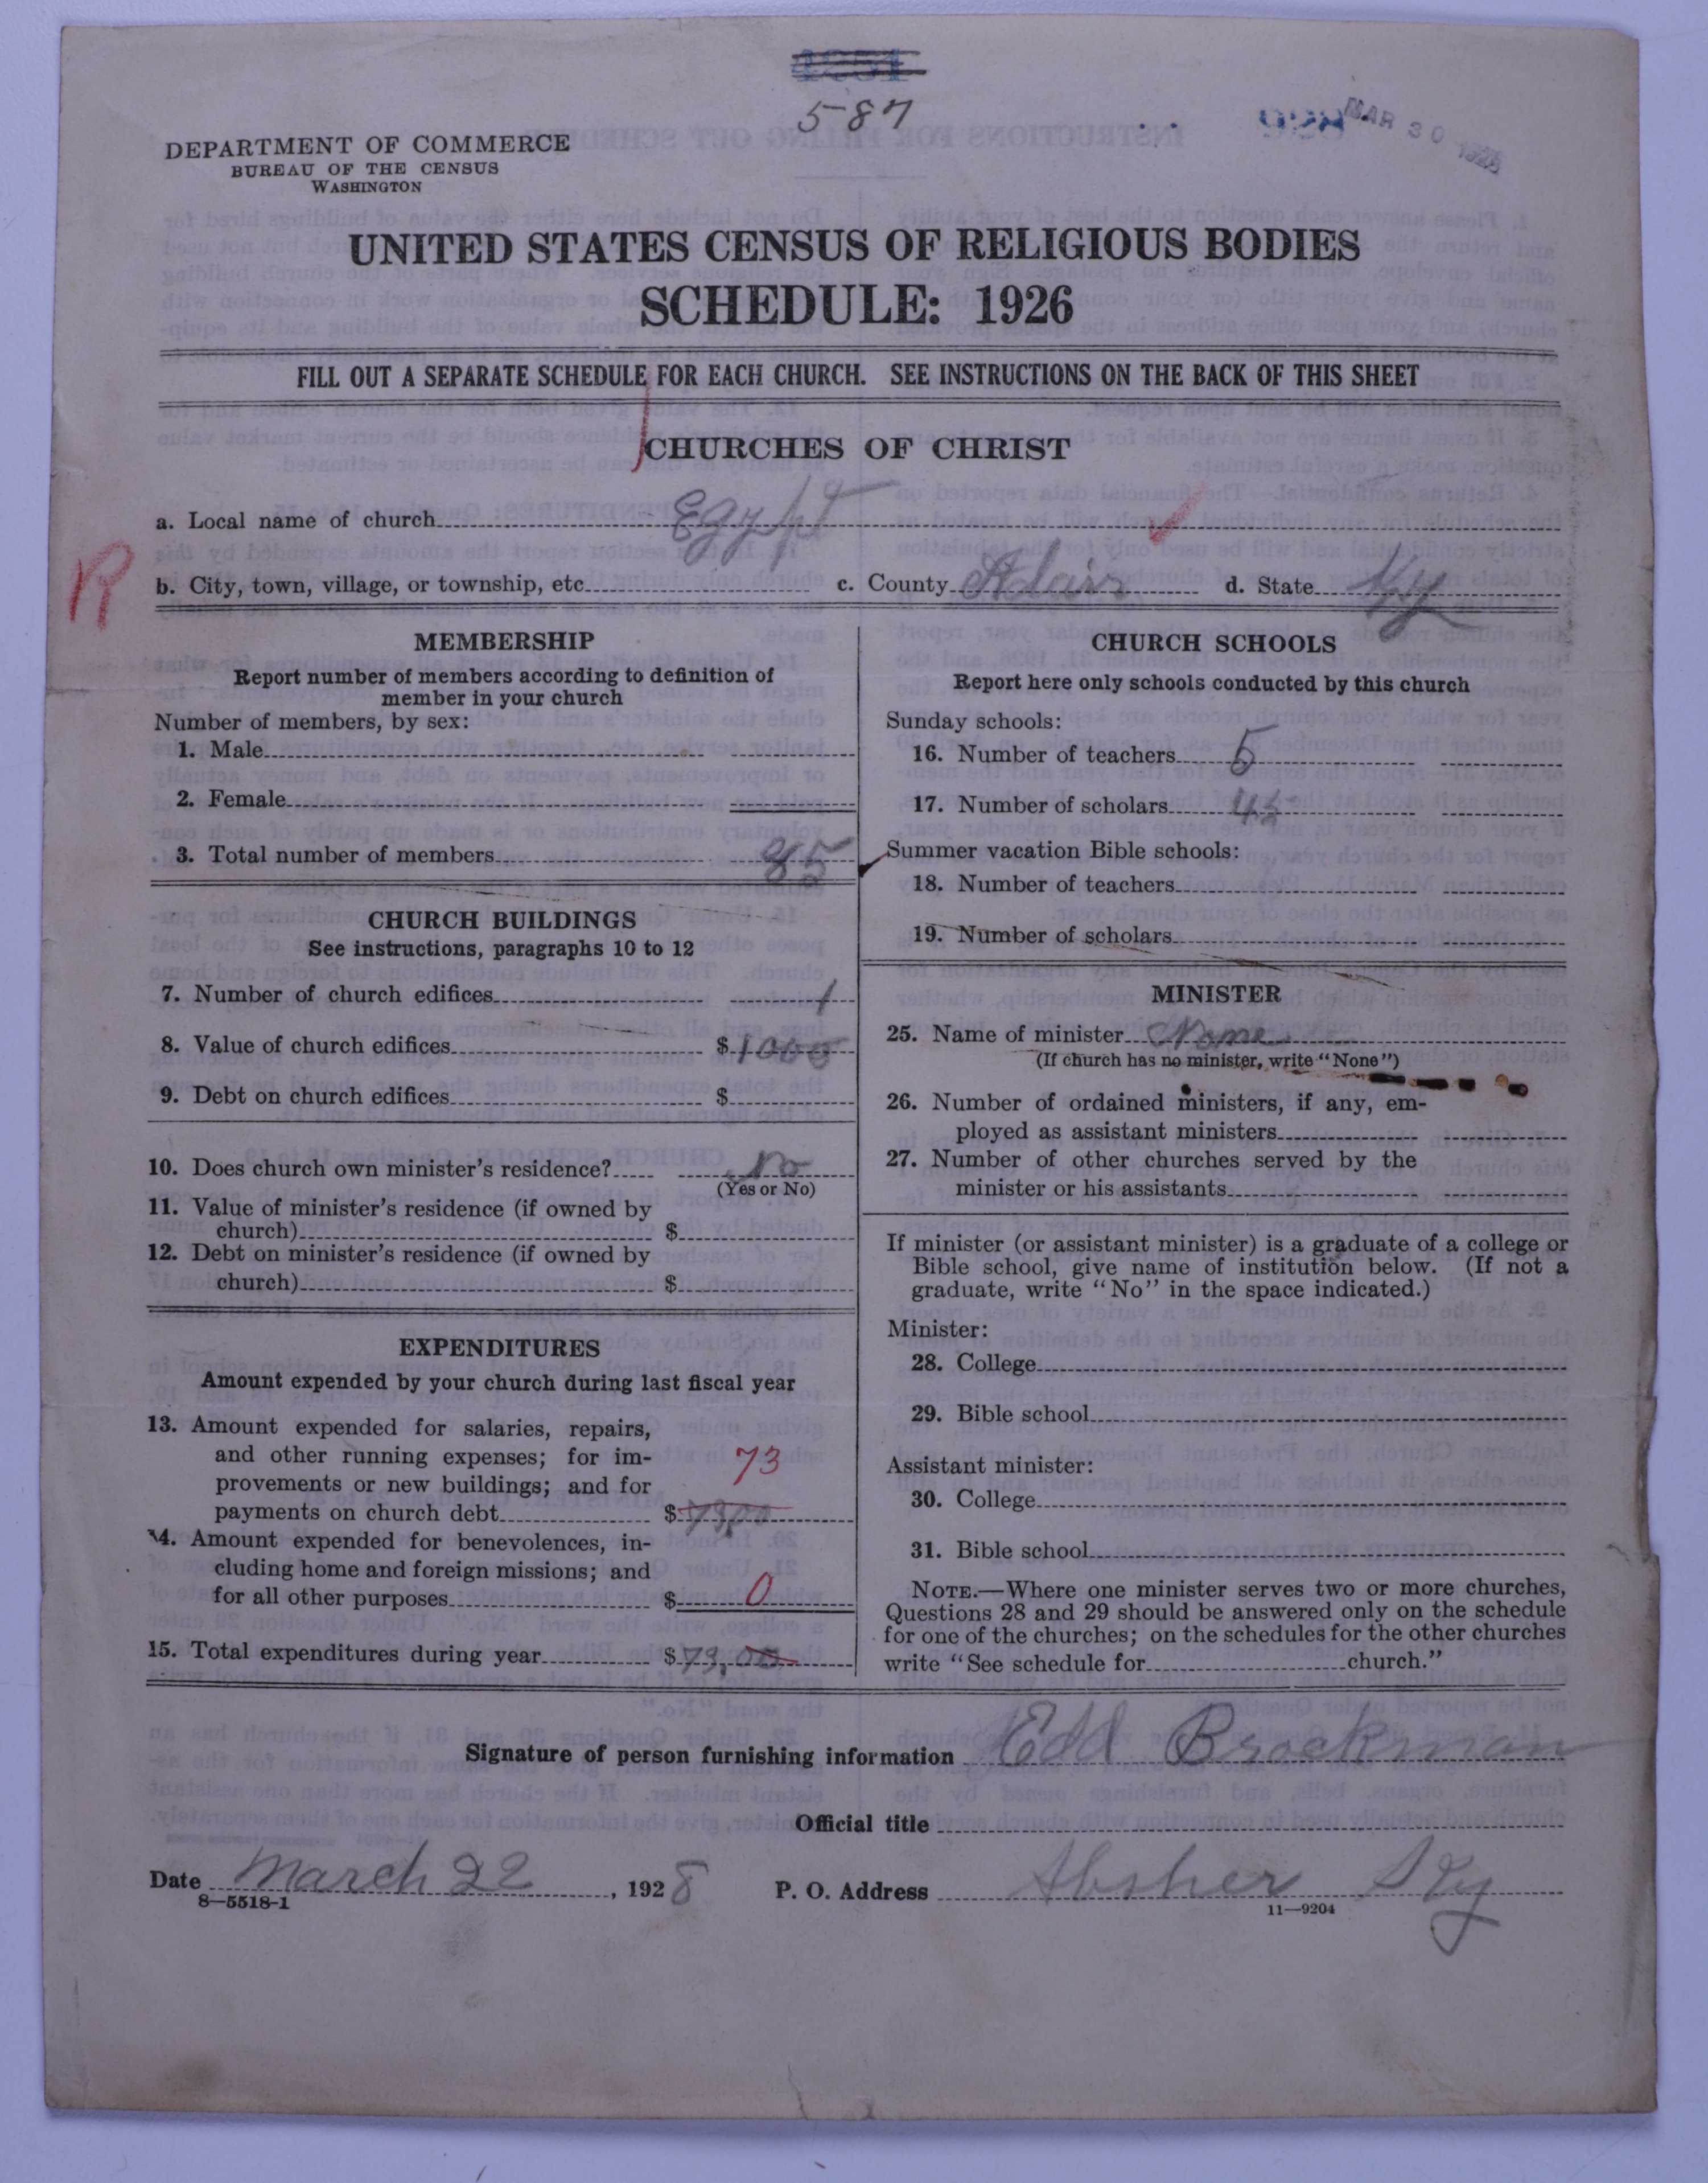 4851
587
MAR 30 1928
DEPARTMENT OF COMMERCE
BUREAU OF THE CENSUS
WASHINGTON
UNITED STATES CENSUS OF RELIGIOUS BODIES
SCHEDULE: 1926
FILL OUT A SEPARATE SCHEDULE FOR EACH CHURCH. SEE INSTRUCTIONS ON THE BACK OF THIS SHEET
CHURCHES OF CHRIST
a. Local name of church Egypt
R
b. City, town, village, or township, etc. c. County Adair d. State Ky
MEMBERSHIP
Report number of members according to definition of
member in your church
Number of members, by sex:
1. Male
2. Female
3. Total number of members 85
CHURCH BUILDINGS
See instructions, paragraphs 10 to 12
7. Number of church edifices 1
8. Value of church edifices $1000
9. Debt on church edifices $
10. Does church own minister's residence? No
(Yes or No)
11. Value of minister's residence (if owned by
church) $
12. Debt on minister's residence (if owned by
church) $
EXPENDITURES
Amount expended by your church during last fiscal year
13. Amount expended for salaries, repairs,
and other running expenses; for im-
provements or new buildings; and for 73
payments on church debt $73.00
14. Amount expended for benevolences, in-
cluding home and foreign missions; and
for all other purposes $ 0
15. Total expenditures during year $73.00
CHURCH SCHOOLS
Report here only schools conducted by this church
Sunday schools:
16. Number of teachers 5
17. Number of scholars 45
Summer vacation Bible schools:
18. Number of teachers
19. Number of scholars
MINISTER
25. Name of minister None
(If church has no minister, write "None")
26. Number of ordained ministers, if any, em-
ployed as assistant ministers
27. Number of other churches served by the
minister or his assistants
If minister (or assistant minister) is a graduate of a college or
Bible school, give name of institution below. (If not a
graduate, write "No" in the space indicated.)
Minister:
28. College
29. Bible school
Assistant minister:
30. College
31. Bible school
NOTE.—Where one minister serves two or more churches,
Questions 28 and 29 should be answered only on the schedule
for one of the churches; on the schedules for the other churches
write "See schedule for church."
Signature of person furnishing information Edd Brockman
Official title
Date March 22, 1928 P. O. Address Absher Ky
8—5518-1
11—9204